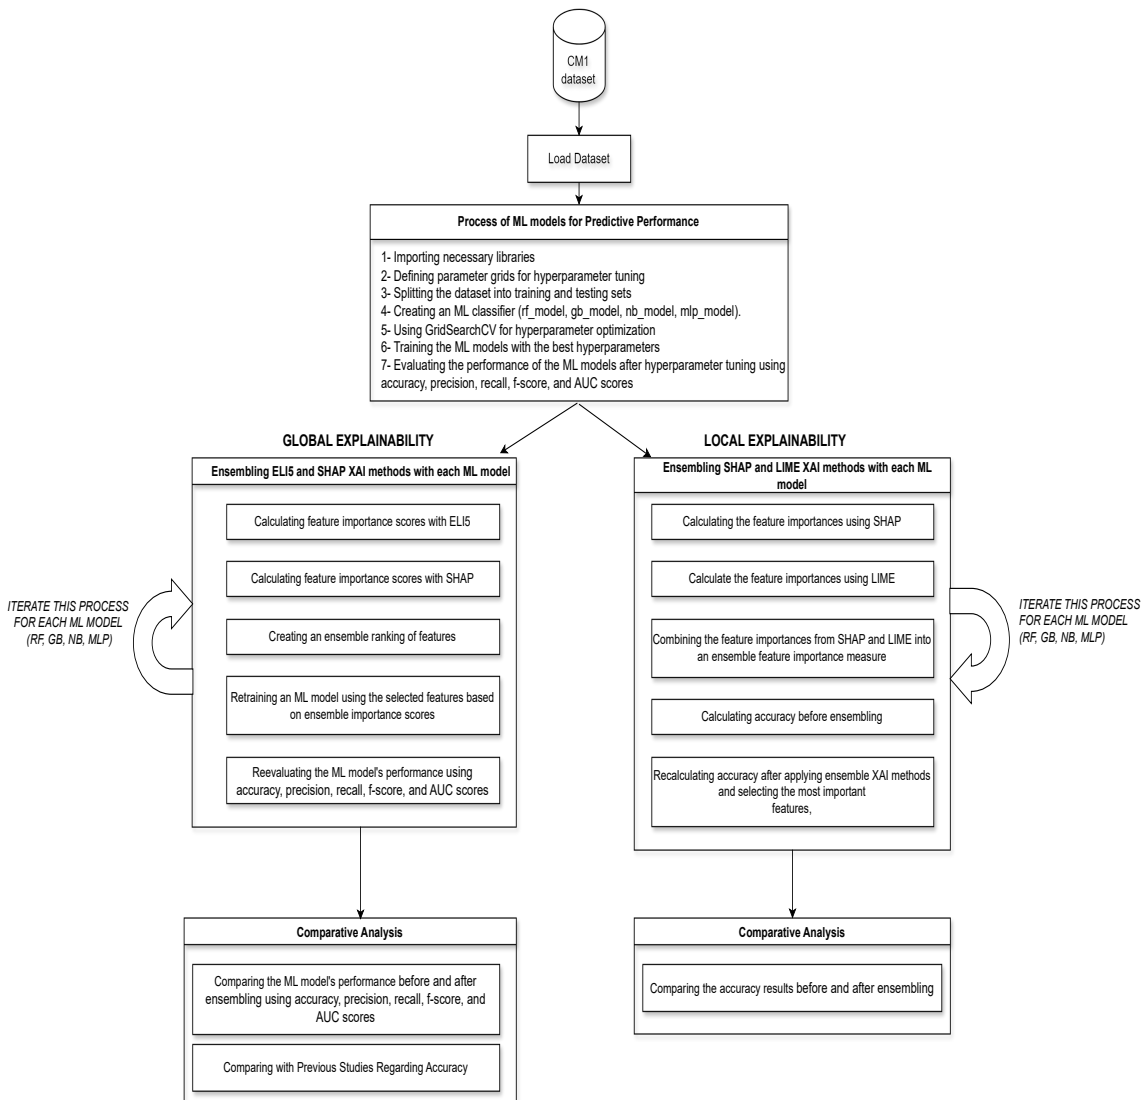 CM1
dataset
Load Dataset
Process of ML models for Predictive Performance
1- Importing necessary libraries
2- Defining parameter grids for hyperparameter tuning
3- Splitting the dataset into training and testing sets
4- Creating an ML classifier (rf_model, gb_model, nb_model, mlp_model).
5- Using GridSearchCV for hyperparameter optimization
6- Training the ML models with the best hyperparameters
7- Evaluating the performance of the ML models after hyperparameter tuning using
accuracy, precision, recall, f-score, and AUC scores
GLOBAL EXPLAINABILITY
Ensembling ELI5 and SHAP XAI methods with each ML model
Calculating feature importance scores with ELI5
Calculating feature importance scores with SHAP
Creating an ensemble ranking of features
Retraining an ML model using the selected features based
on ensemble importance scores
Reevaluating the ML model's performance using
accuracy, precision, recall, f-score, and AUC scores
ITERATE THIS PROCESS
FOR EACH ML MODEL
(RF, GB, NB, MLP)
LOCAL EXPLAINABILITY
Ensembling SHAP and LIME XAI methods with each ML
model
Calculating the feature importances using SHAP
Calculate the feature importances using LIME
Combining the feature importances from SHAP and LIME into
an ensemble feature importance measure
Calculating accuracy before ensembling
Recalculating accuracy after applying ensemble XAI methods
and selecting the most important
features,
ITERATE THIS PROCESS
FOR EACH ML MODEL
(RF, GB, NB, MLP)
Comparative Analysis
Comparing the ML model's performance before and after
ensembling using accuracy, precision, recall, f-score, and
AUC scores
Comparing with Previous Studies Regarding Accuracy
Comparative Analysis
Comparing the accuracy results before and after ensembling